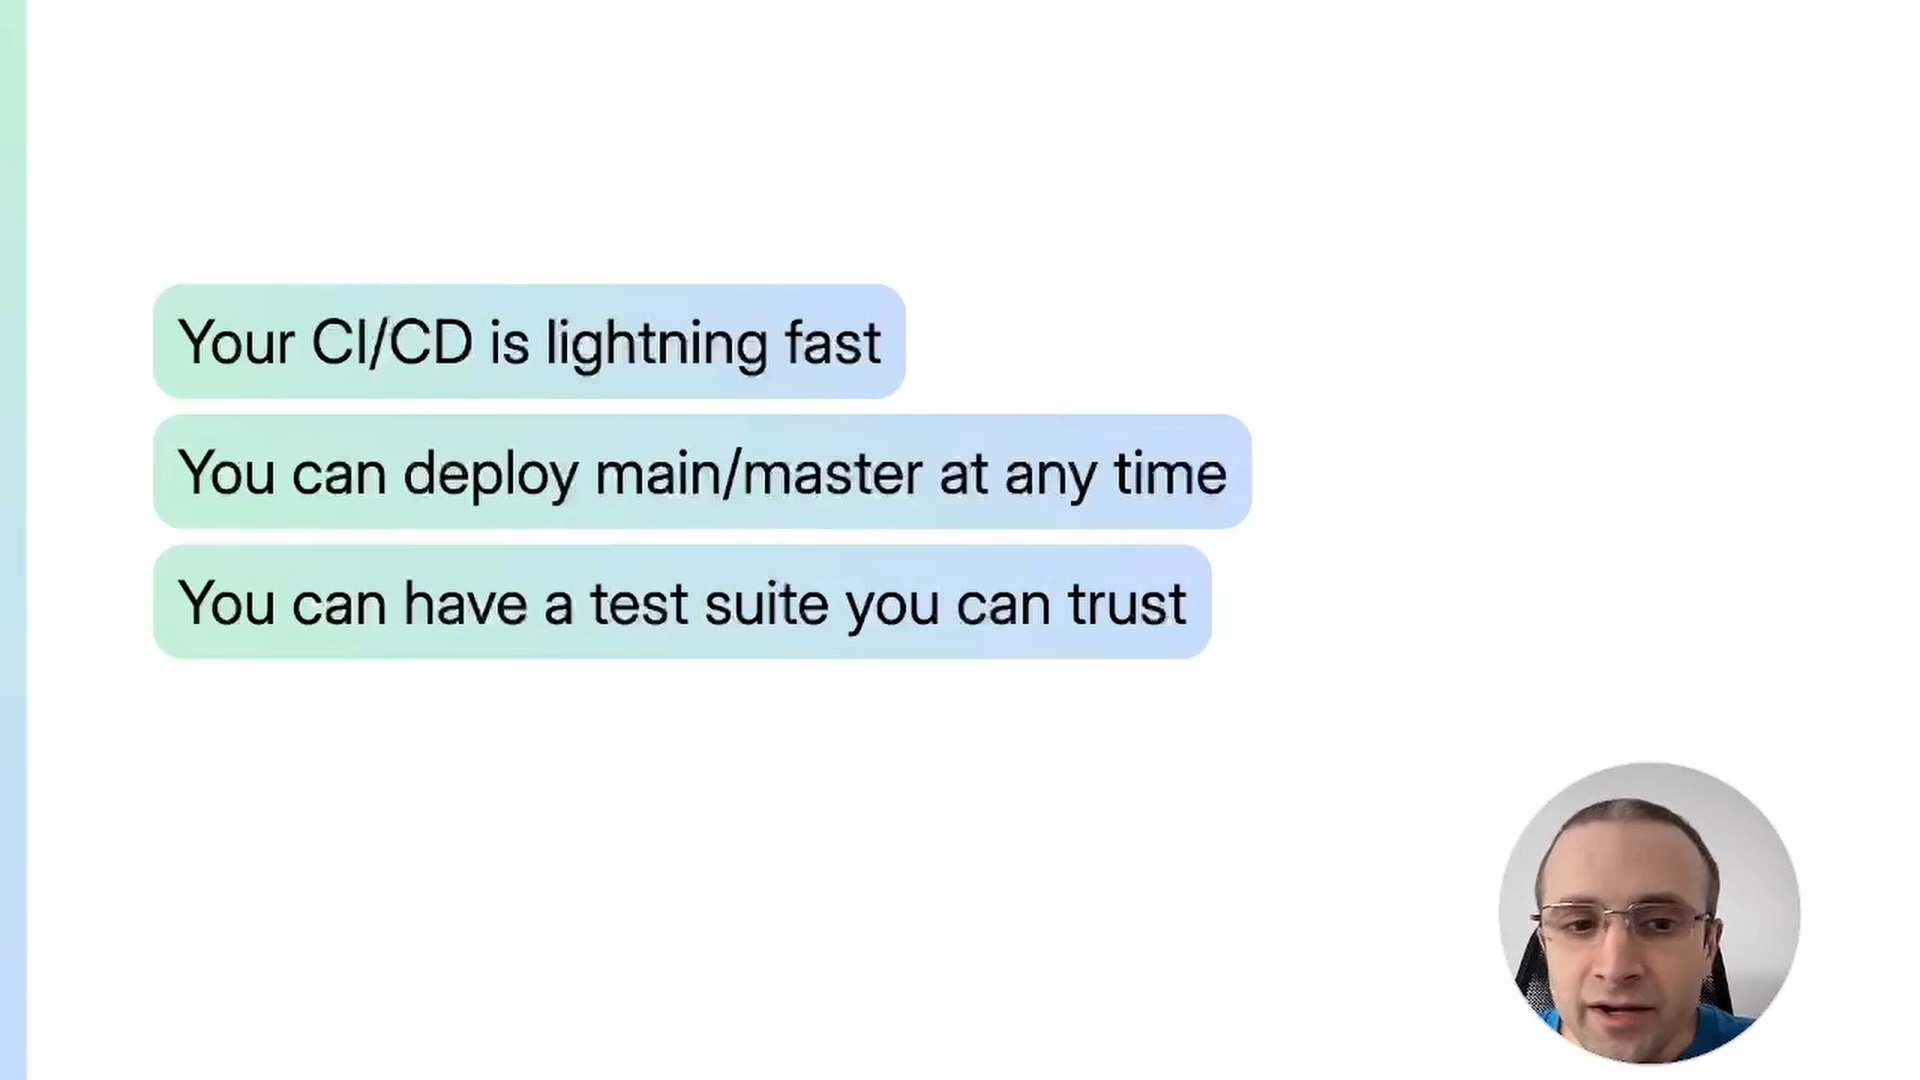 Your CI/CD is lightning fast
You can deploy main/master at any time
You can have a test suite you can trust